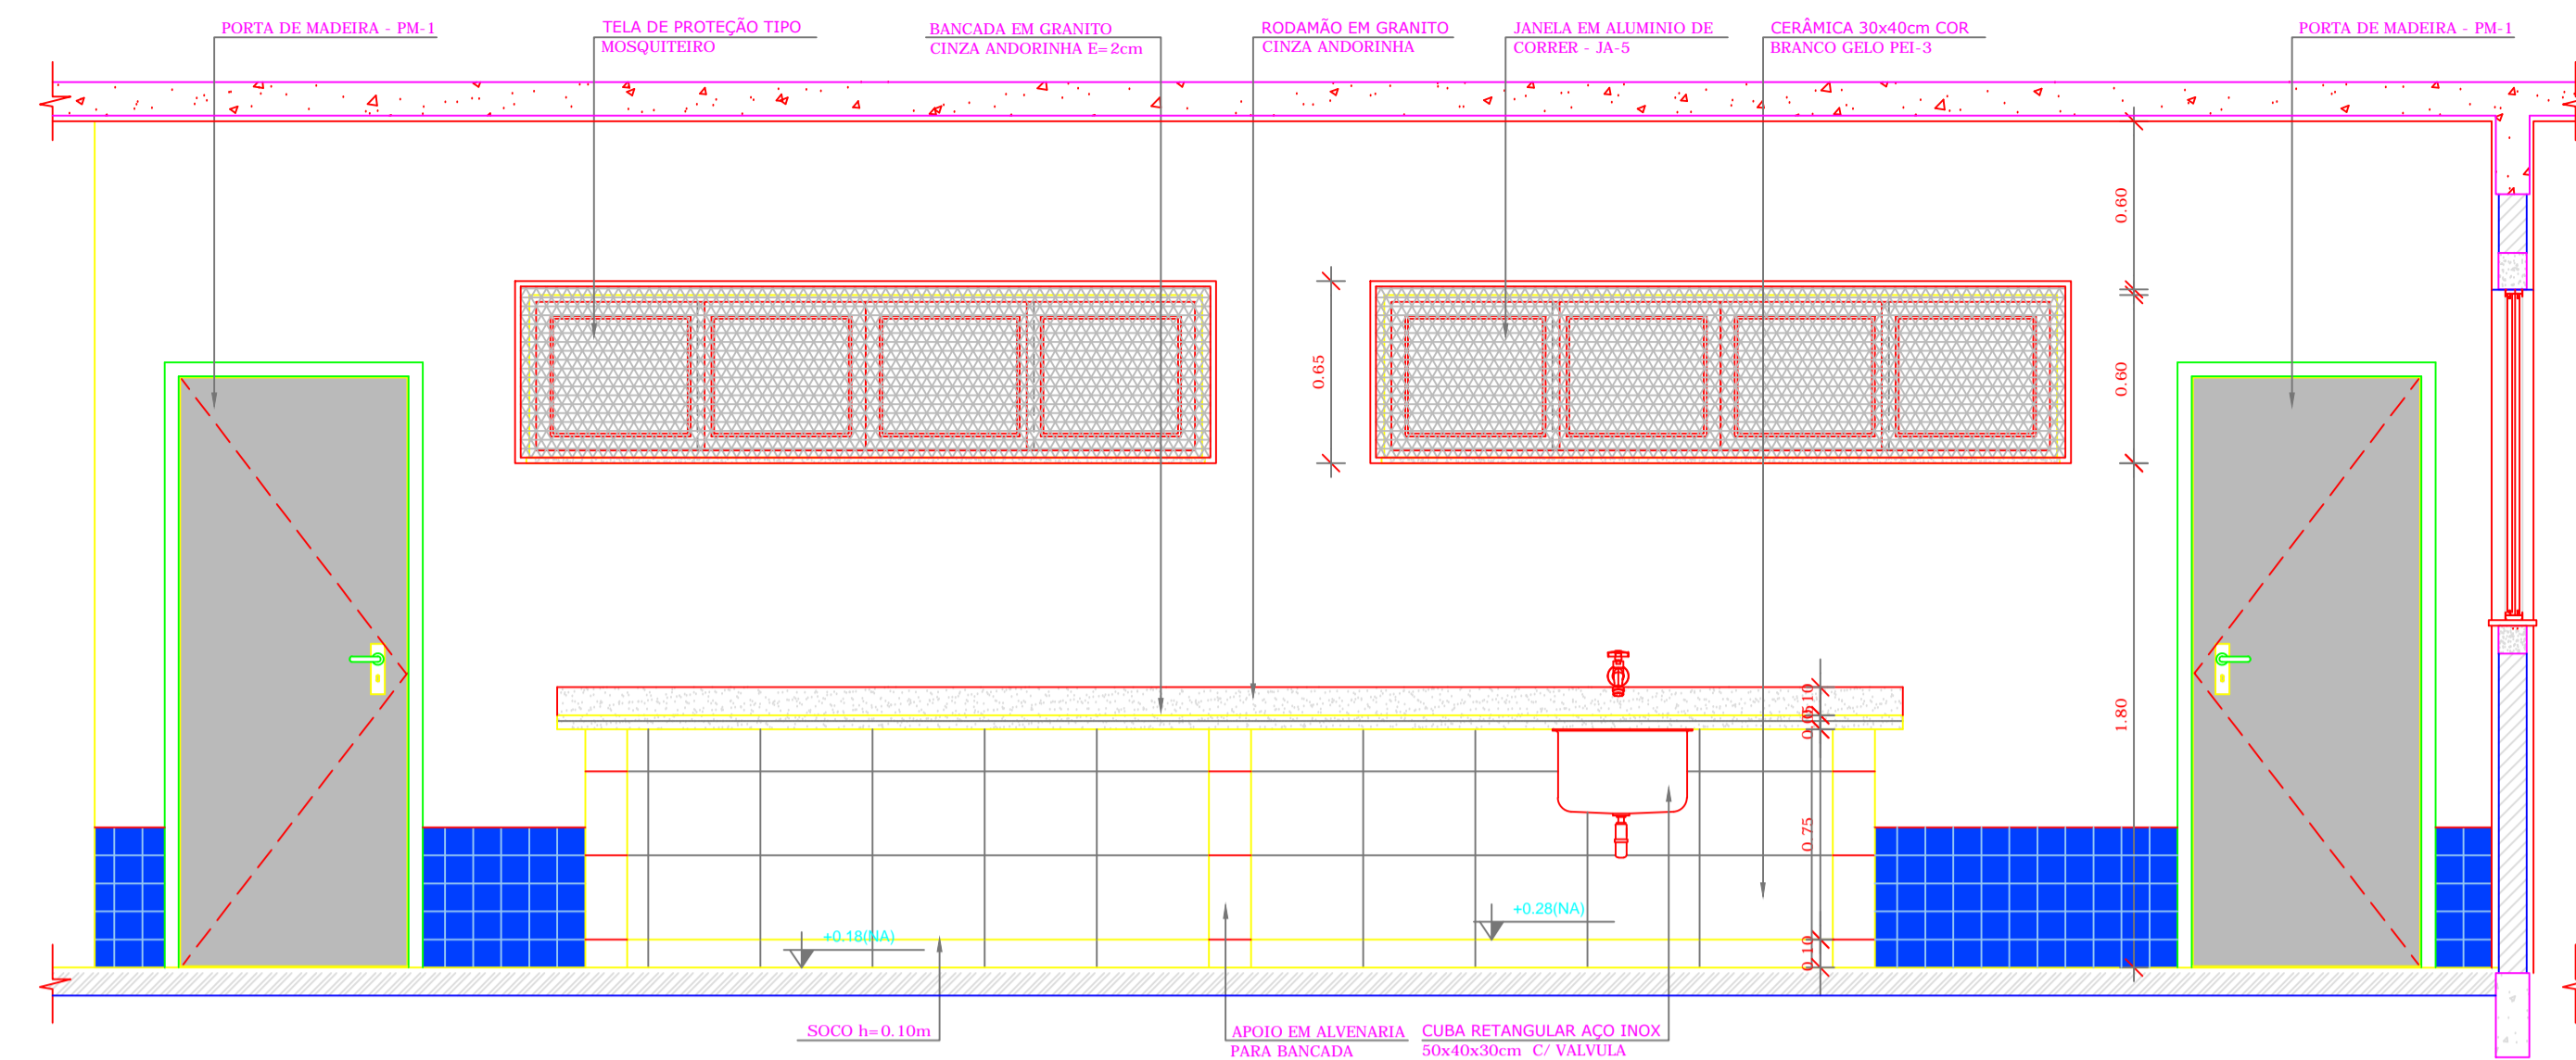 PORTA DE MADEIRA - PM-1
TELA DE PROTEÇÃO TIPO
MOSQUITEIRO
BANCADA EM GRANITO
CINZA ANDORINHA E=2cm
RODAMÃO EM GRANITO
CINZA ANDORINHA
JANELA EM ALUMINIO DE
CORRER - JA-5
CERÂMICA 30x40cm COR
BRANCO GELO PEI-3
PORTA DE MADEIRA - PM-1
0.60
0.65
0.60
1.80
0.75
0.10
+0.28(NA)
+0.18(NA)
SOCO h=0.10m
APOIO EM ALVENARIA
PARA BANCADA
CUBA RETANGULAR AÇO INOX
50x40x30cm C/ VALVULA